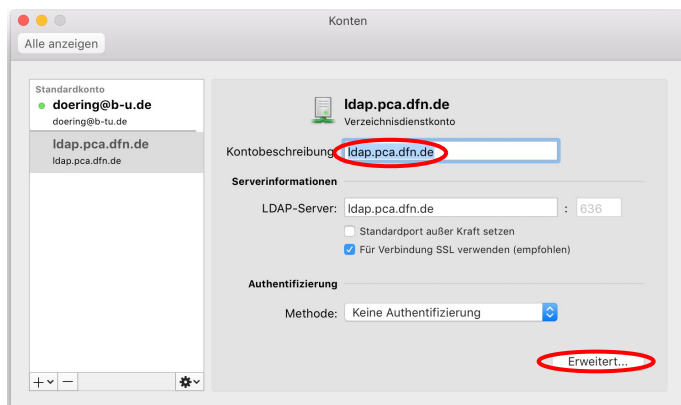 Konten
Alle anzeigen
Standardkonto
doering@b-u.de
doering@b-tu.de
ldap.pca.dfn.de
ldap.pca.dfn.de
ldap.pca.dfn.de
Verzeichnisdienstkonto
Kontobeschreibung: ldap.pca.dfn.de
Serverinformationen
LDAP-Server: ldap.pca.dfn.de : 636
Standardport außer Kraft setzen
Für Verbindung SSL verwenden (empfohlen)
Authentifizierung
Methode: Keine Authentifizierung
Erweitert...